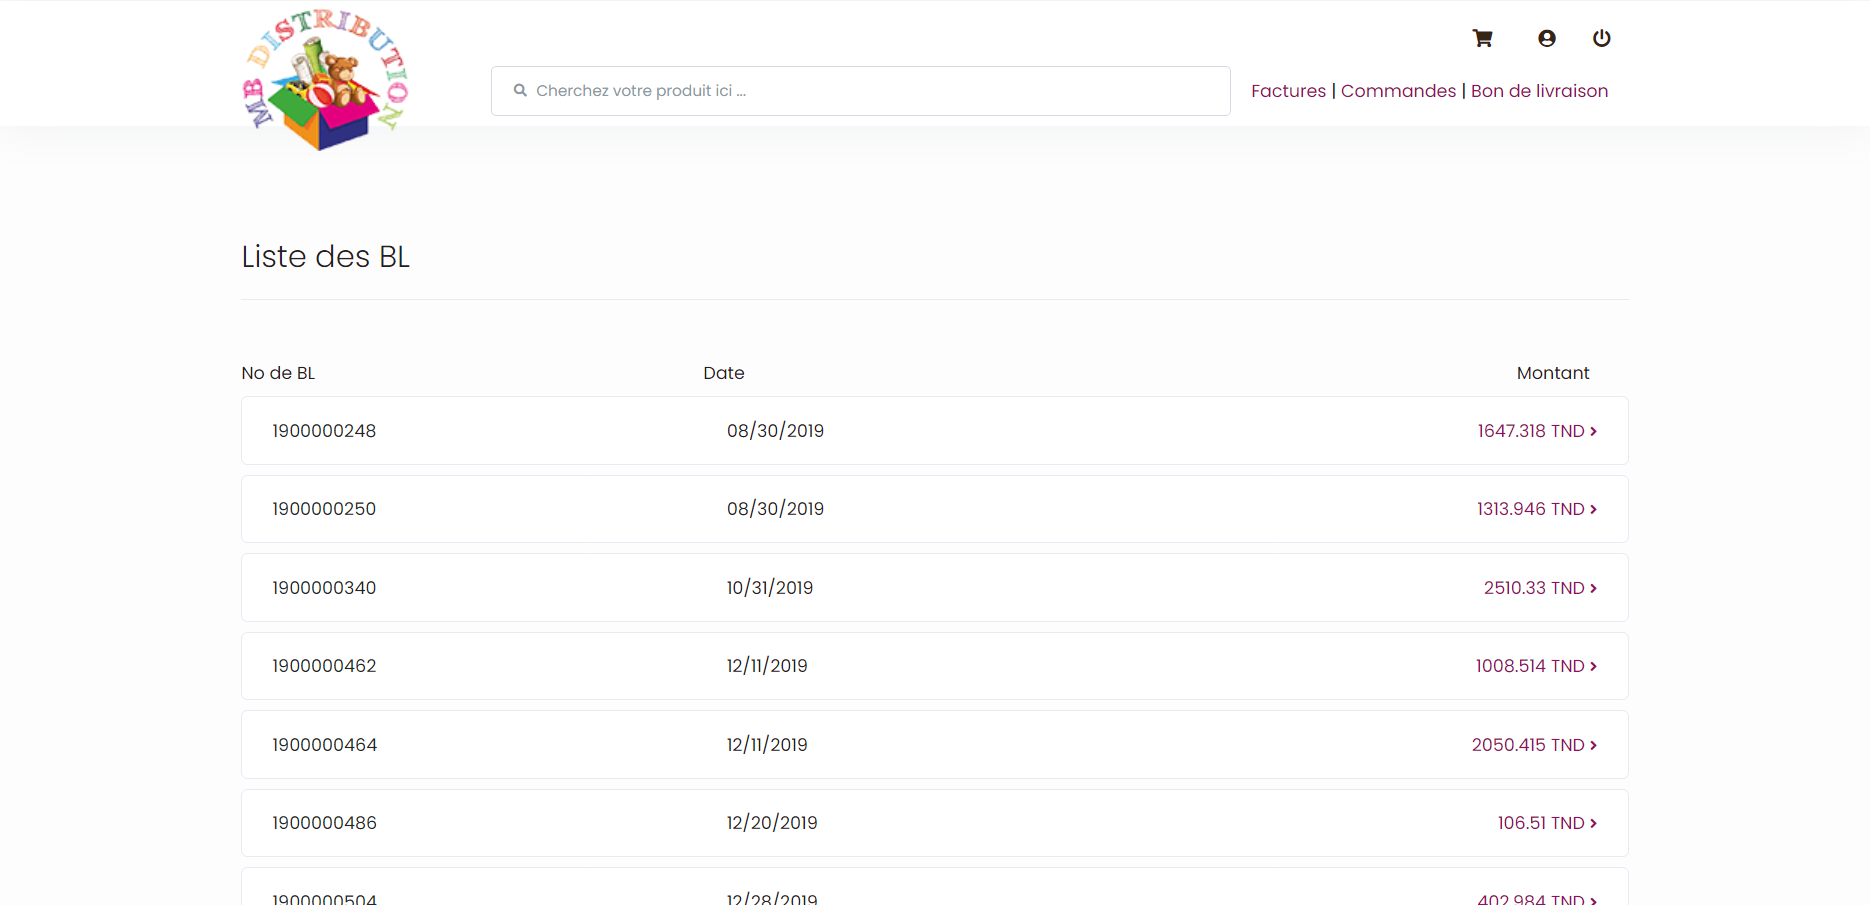 MB DISTRIBUTION
Cherchez votre produit ici ...
Factures | Commandes | Bon de livraison
Liste des BL
No de BL Date Montant
1900000248 08/30/2019 1647.318 TND
1900000250 08/30/2019 1313.946 TND
1900000340 10/31/2019 2510.33 TND
1900000462 12/11/2019 1008.514 TND
1900000464 12/11/2019 2050.415 TND
1900000486 12/20/2019 106.51 TND
1900000504 12/28/2019 402.984 TND